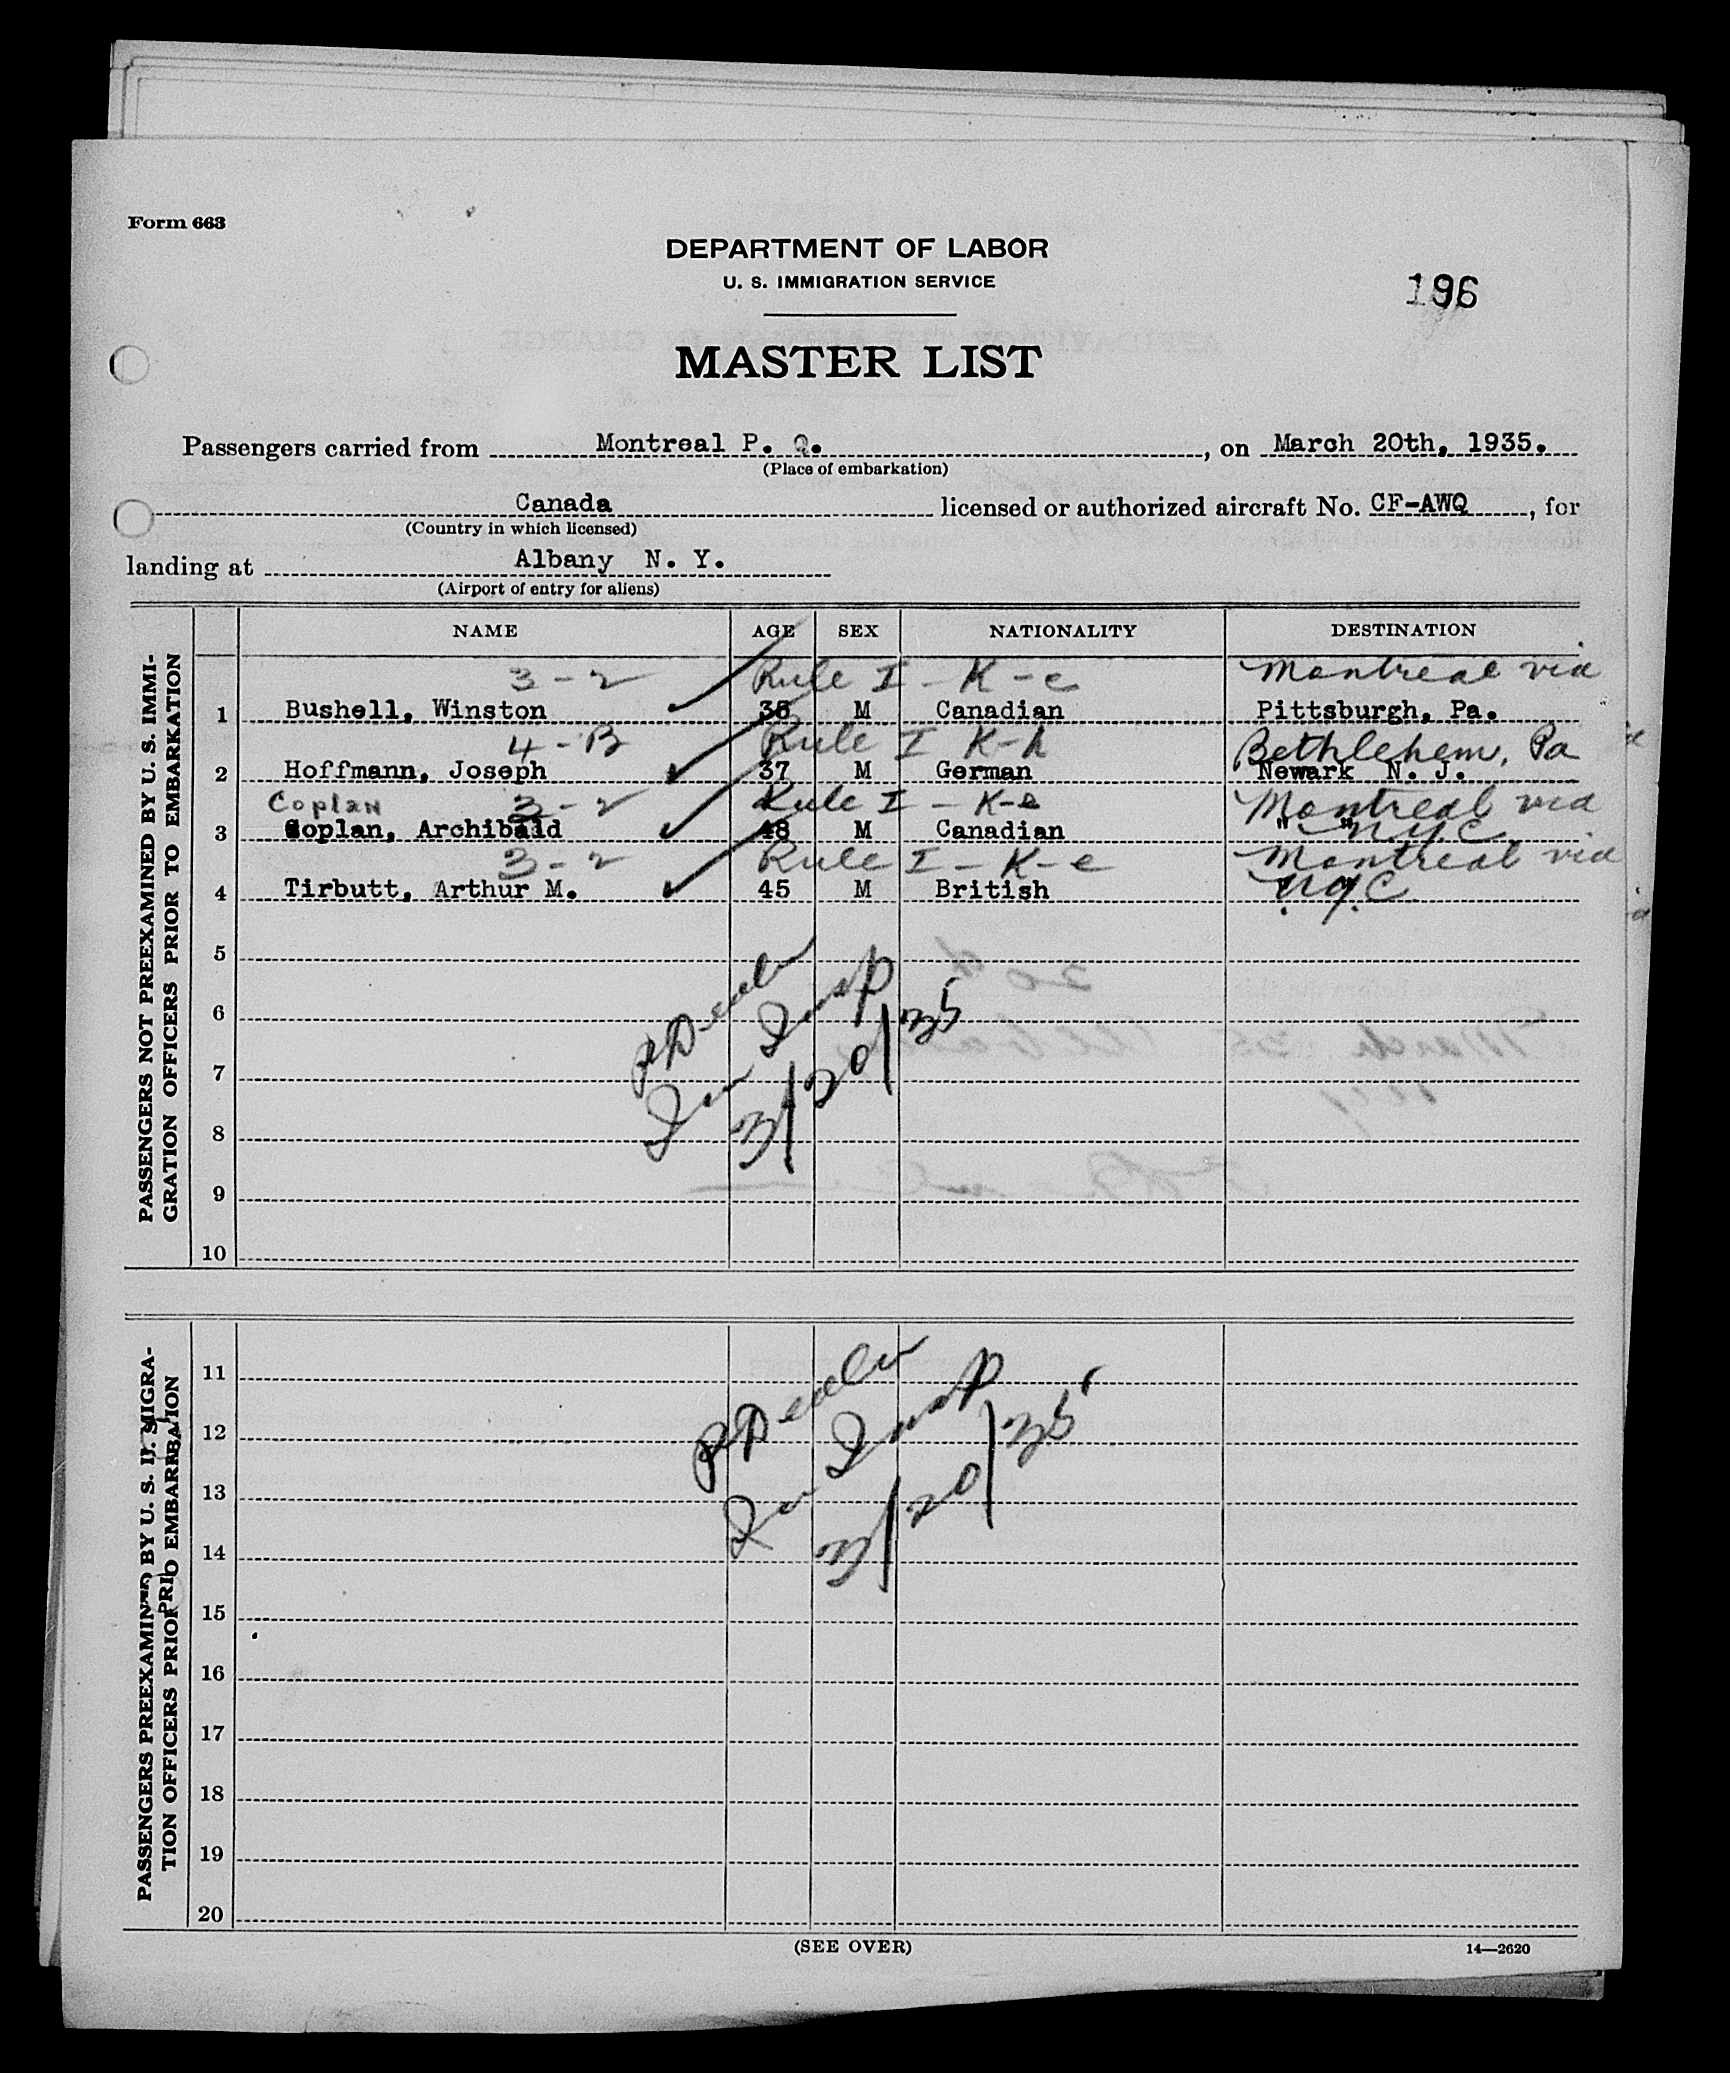 Form 663
DEPARTMENT OF LABOR
U. S. IMMIGRATION SERVICE
196
MASTER LIST
Passengers carried from Montreal P. Q., on March 20th, 1935.
(Place of embarkation)
Canada licensed or authorized aircraft No. CF-AWQ, for
(Country in which licensed)
landing at Albany N. Y.
(Airport of entry for aliens)
NAME AGE SEX NATIONALITY DESTINATION
PASSENGERS NOT PREEXAMINED BY U. S. IMMI-
GRATION OFFICERS PRIOR TO EMBARKATION
3-2 Rule I - K-e Montreal via
1 Bushell, Winston M Canadian Pittsburgh, Pa.
4-B Rule I K-h Bethlehem, Pa
2 Hoffmann, Joseph 37 M German Newark N. J.
Coplan 3-2 Rule I - K-e Montreal via
3 Coplan, Archibald 48 M Canadian " " N.Y.C
3-2 Rule I - K-e Montreal via
4 Tirbutt, Arthur M. 45 M British N.Y.C
5
6
7
8
9
10
Imm Insp
3/20/35
PASSENGERS PREEXAMINED BY U. S. IMMIGRA-
TION OFFICERS PRIOR TO EMBARKATION
11
12
13
14
15
16
17
18
19
20
Imm Insp
3/20/35
(SEE OVER)
14—2620